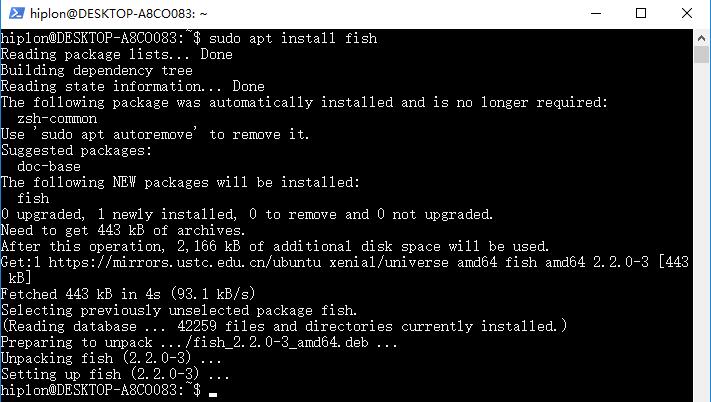 hiplon@DESKTOP-A8CO083: ~
hiplon@DESKTOP-A8CO083:~$ sudo apt install fish
Reading package lists... Done
Building dependency tree
Reading state information... Done
The following package was automatically installed and is no longer required:
  zsh-common
Use 'sudo apt autoremove' to remove it.
Suggested packages:
  doc-base
The following NEW packages will be installed:
  fish
0 upgraded, 1 newly installed, 0 to remove and 0 not upgraded.
Need to get 443 kB of archives.
After this operation, 2,166 kB of additional disk space will be used.
Get:1 https://mirrors.ustc.edu.cn/ubuntu xenial/universe amd64 fish amd64 2.2.0-3 [443
 kB]
Fetched 443 kB in 4s (93.1 kB/s)
Selecting previously unselected package fish.
(Reading database ... 42259 files and directories currently installed.)
Preparing to unpack .../fish_2.2.0-3_amd64.deb ...
Unpacking fish (2.2.0-3) ...
Setting up fish (2.2.0-3) ...
hiplon@DESKTOP-A8CO083:~$